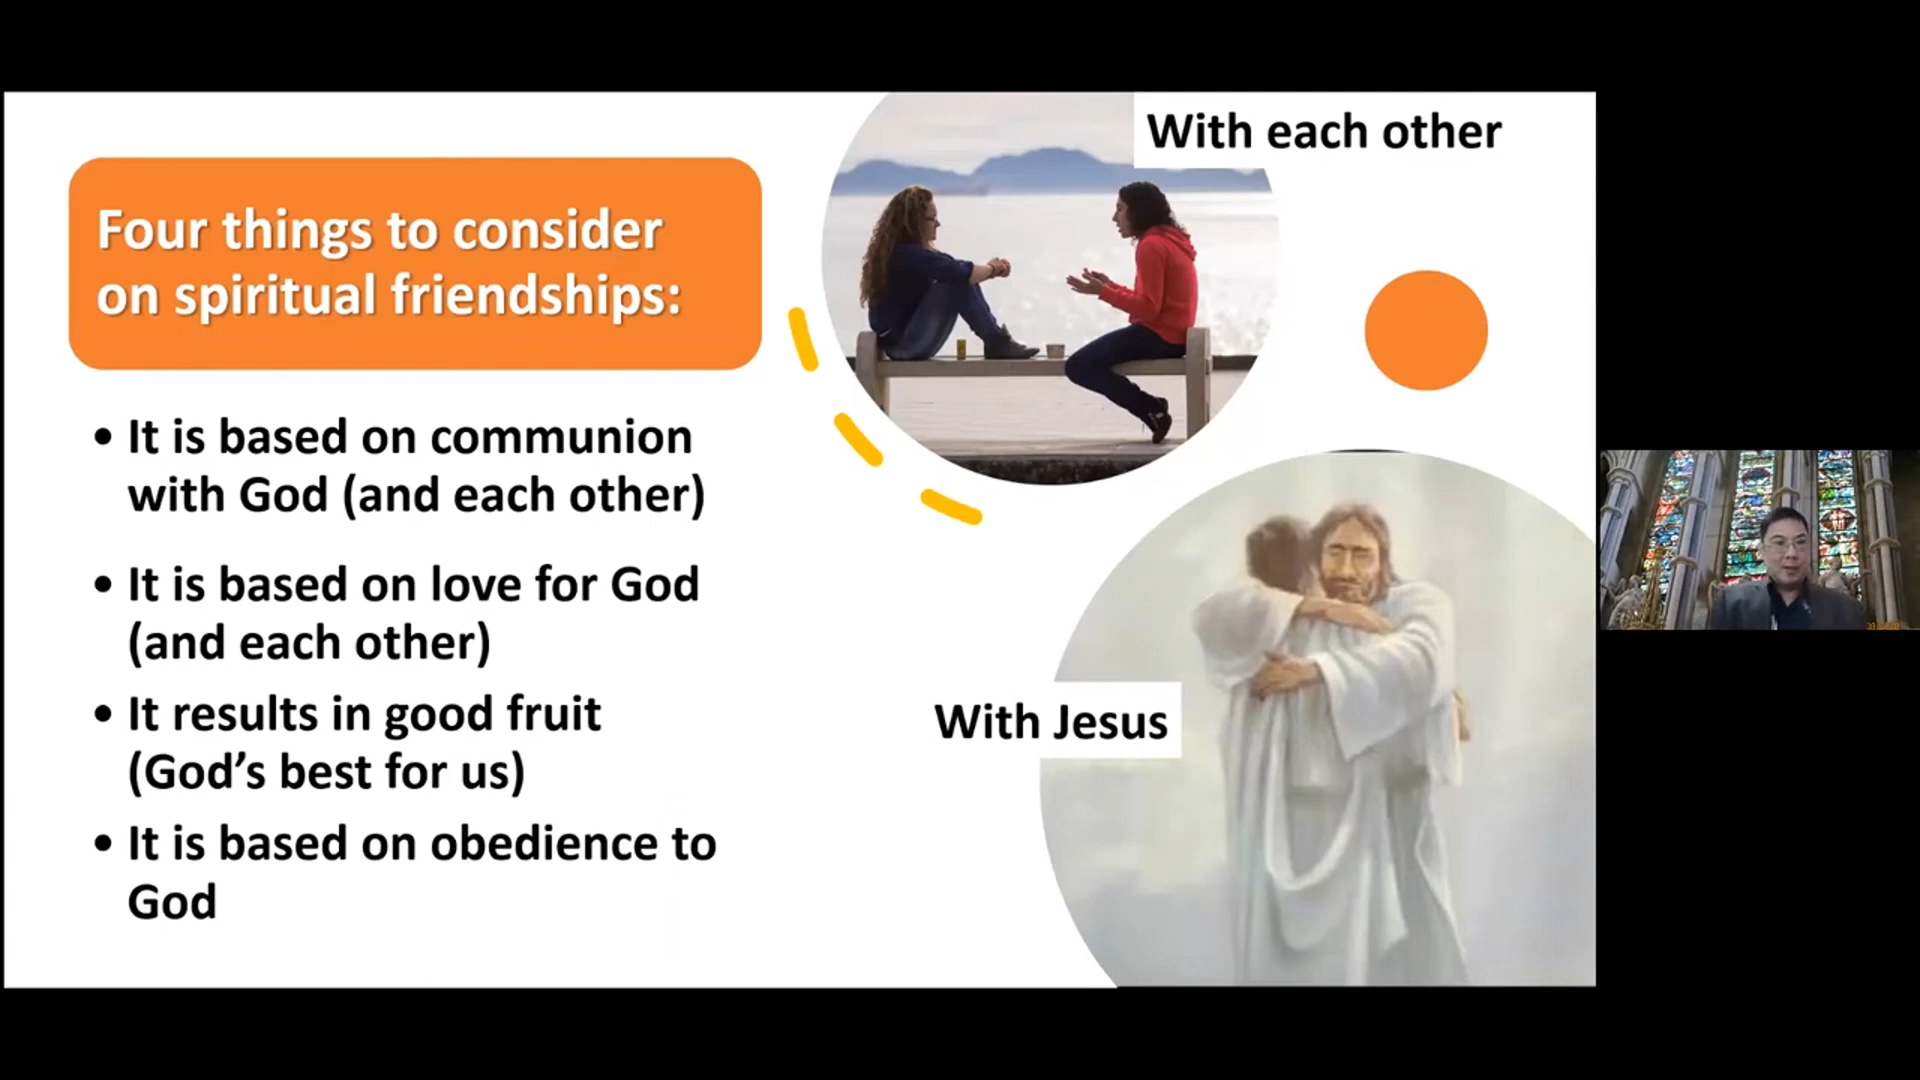 Four things to consider
on spiritual friendships:
• It is based on communion
with God (and each other)
• It is based on love for God
(and each other)
• It results in good fruit
(God’s best for us)
• It is based on obedience to
God
With each other
With Jesus